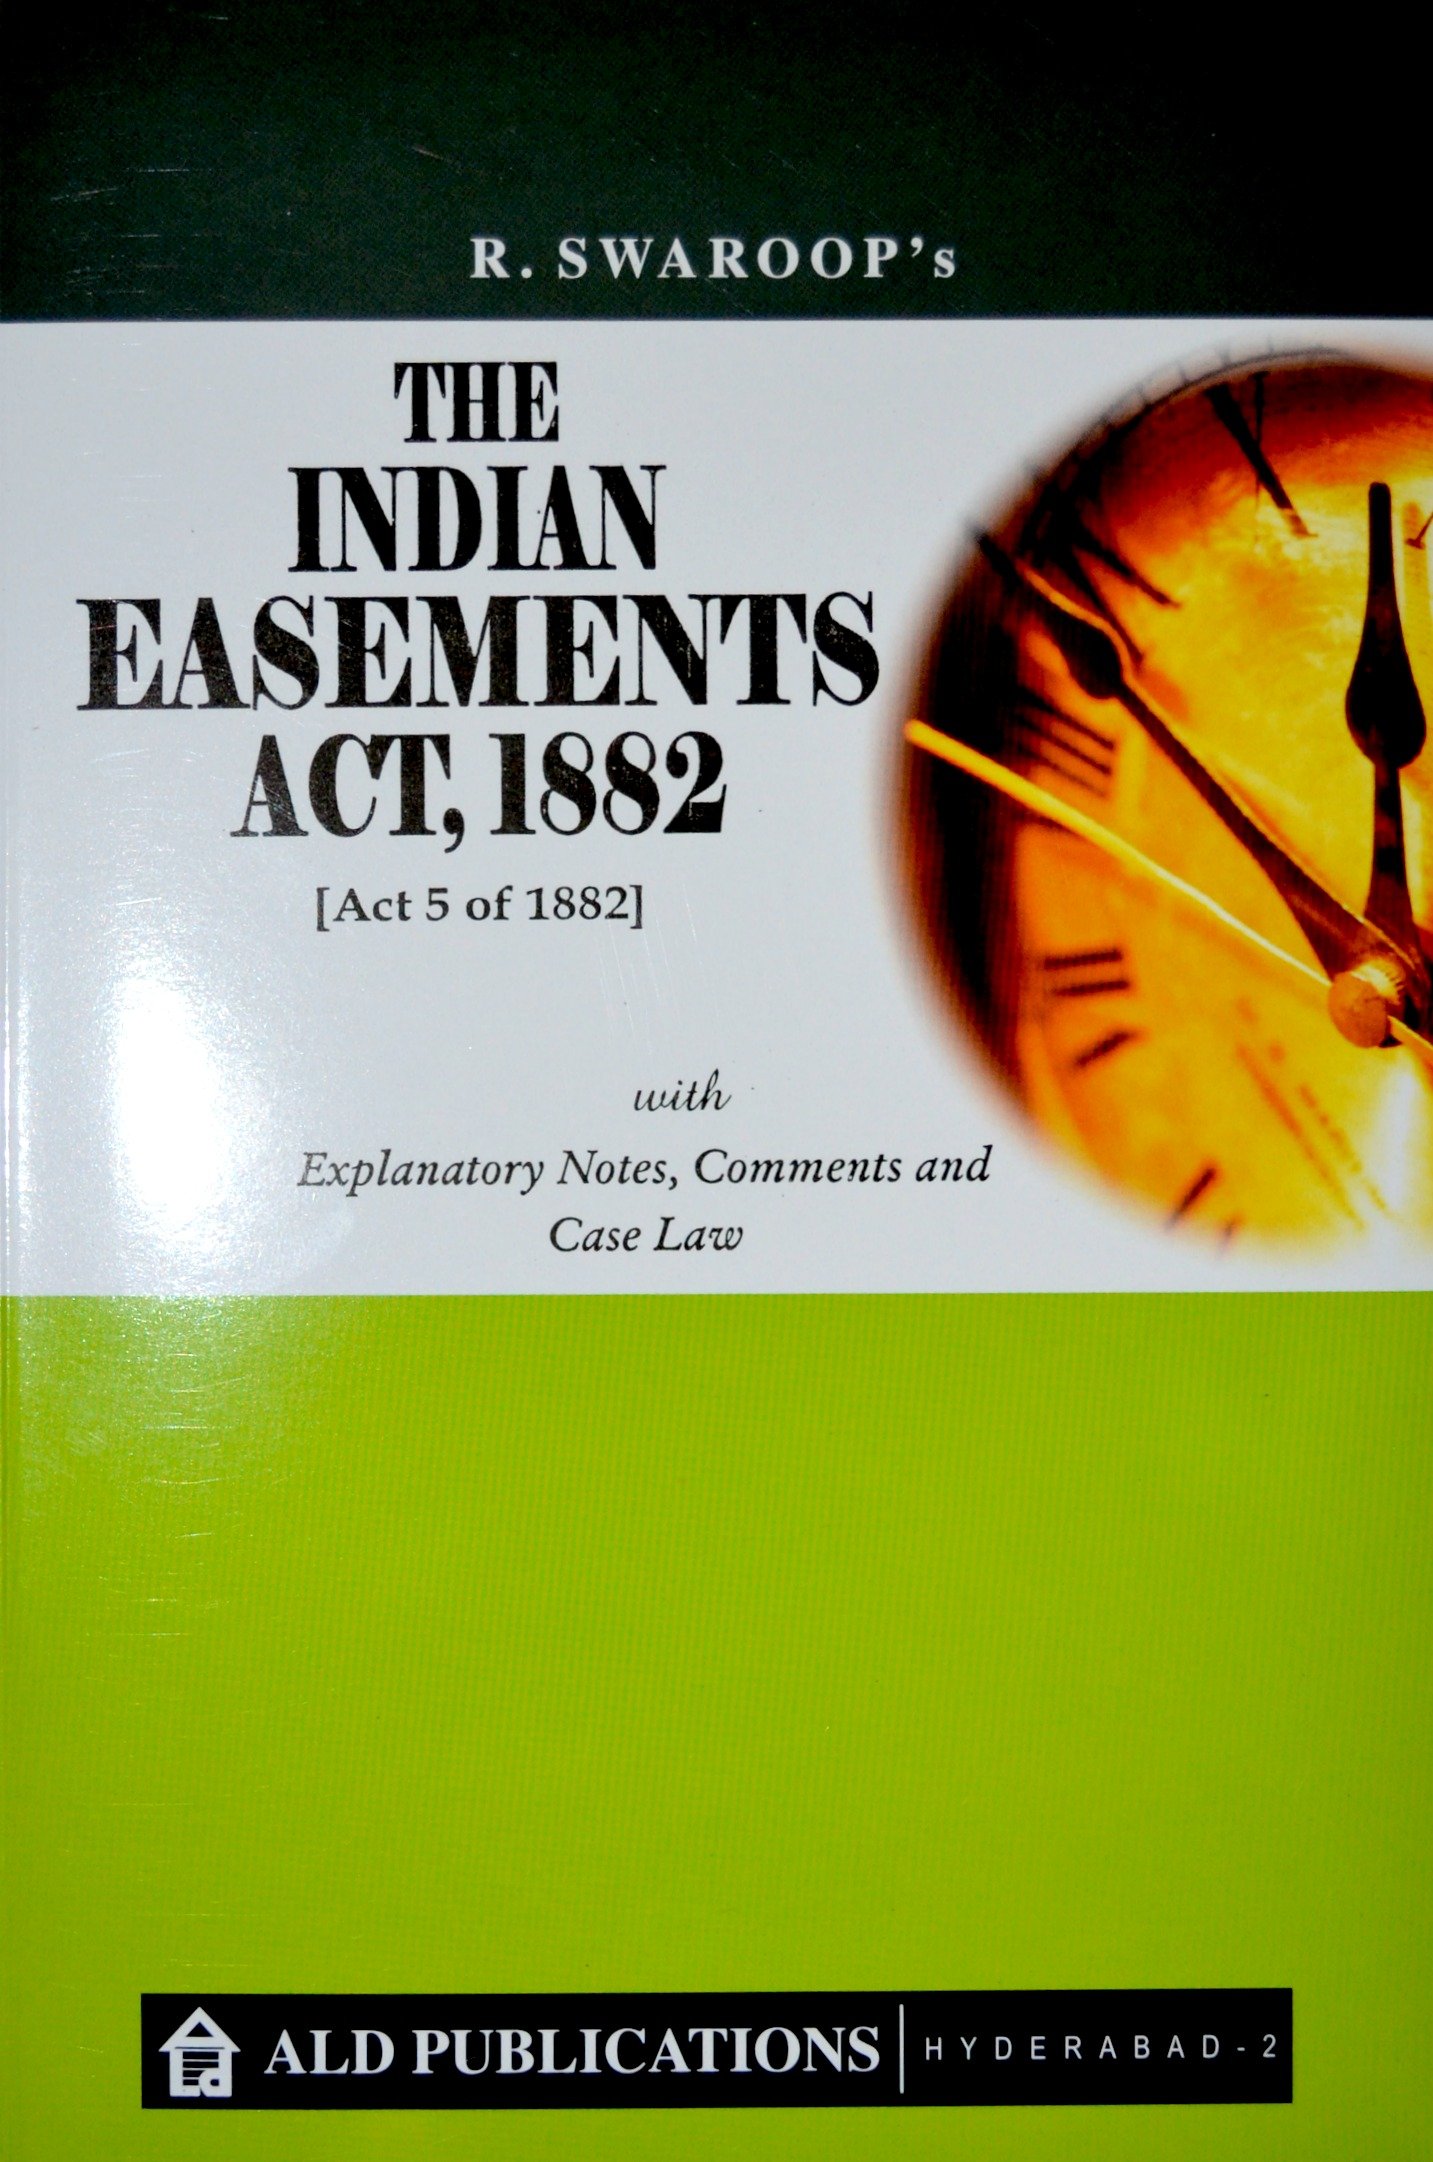 R. SWAROOP's
THE
INDIAN
EASEMENTS
ACT, 1882
[Act 5 of 1882]
with
Explanatory Notes, Comments and
Case Law
ALD PUBLICATIONS HYDERABAD-2